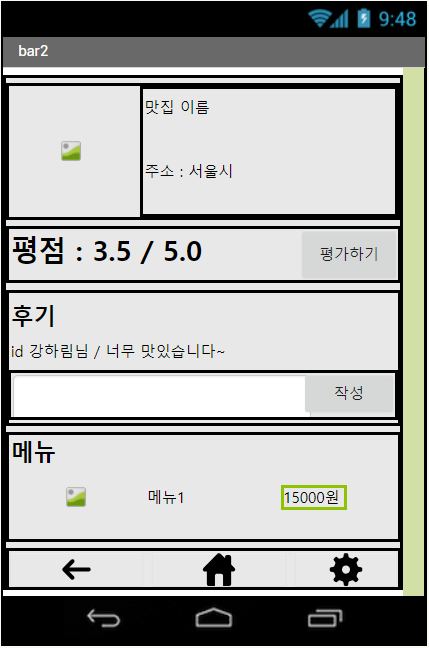 9:48
bar2
맛집 이름
주소 : 서울시
평점 : 3.5 / 5.0
평가하기
후기
id 강하림님 / 너무 맛있습니다~
작성
메뉴
메뉴1
15000원